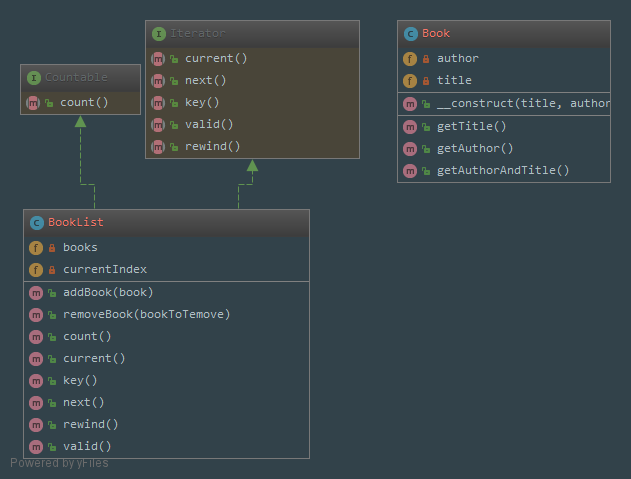 Countable
count()
Iterator
current()
next()
key()
valid()
rewind()
Book
author
title
__construct(title, author
getTitle()
getAuthor()
getAuthorAndTitle()
BookList
books
currentIndex
addBook(book)
removeBook(bookToTemove)
count()
current()
key()
next()
rewind()
valid()
Powered by yFiles